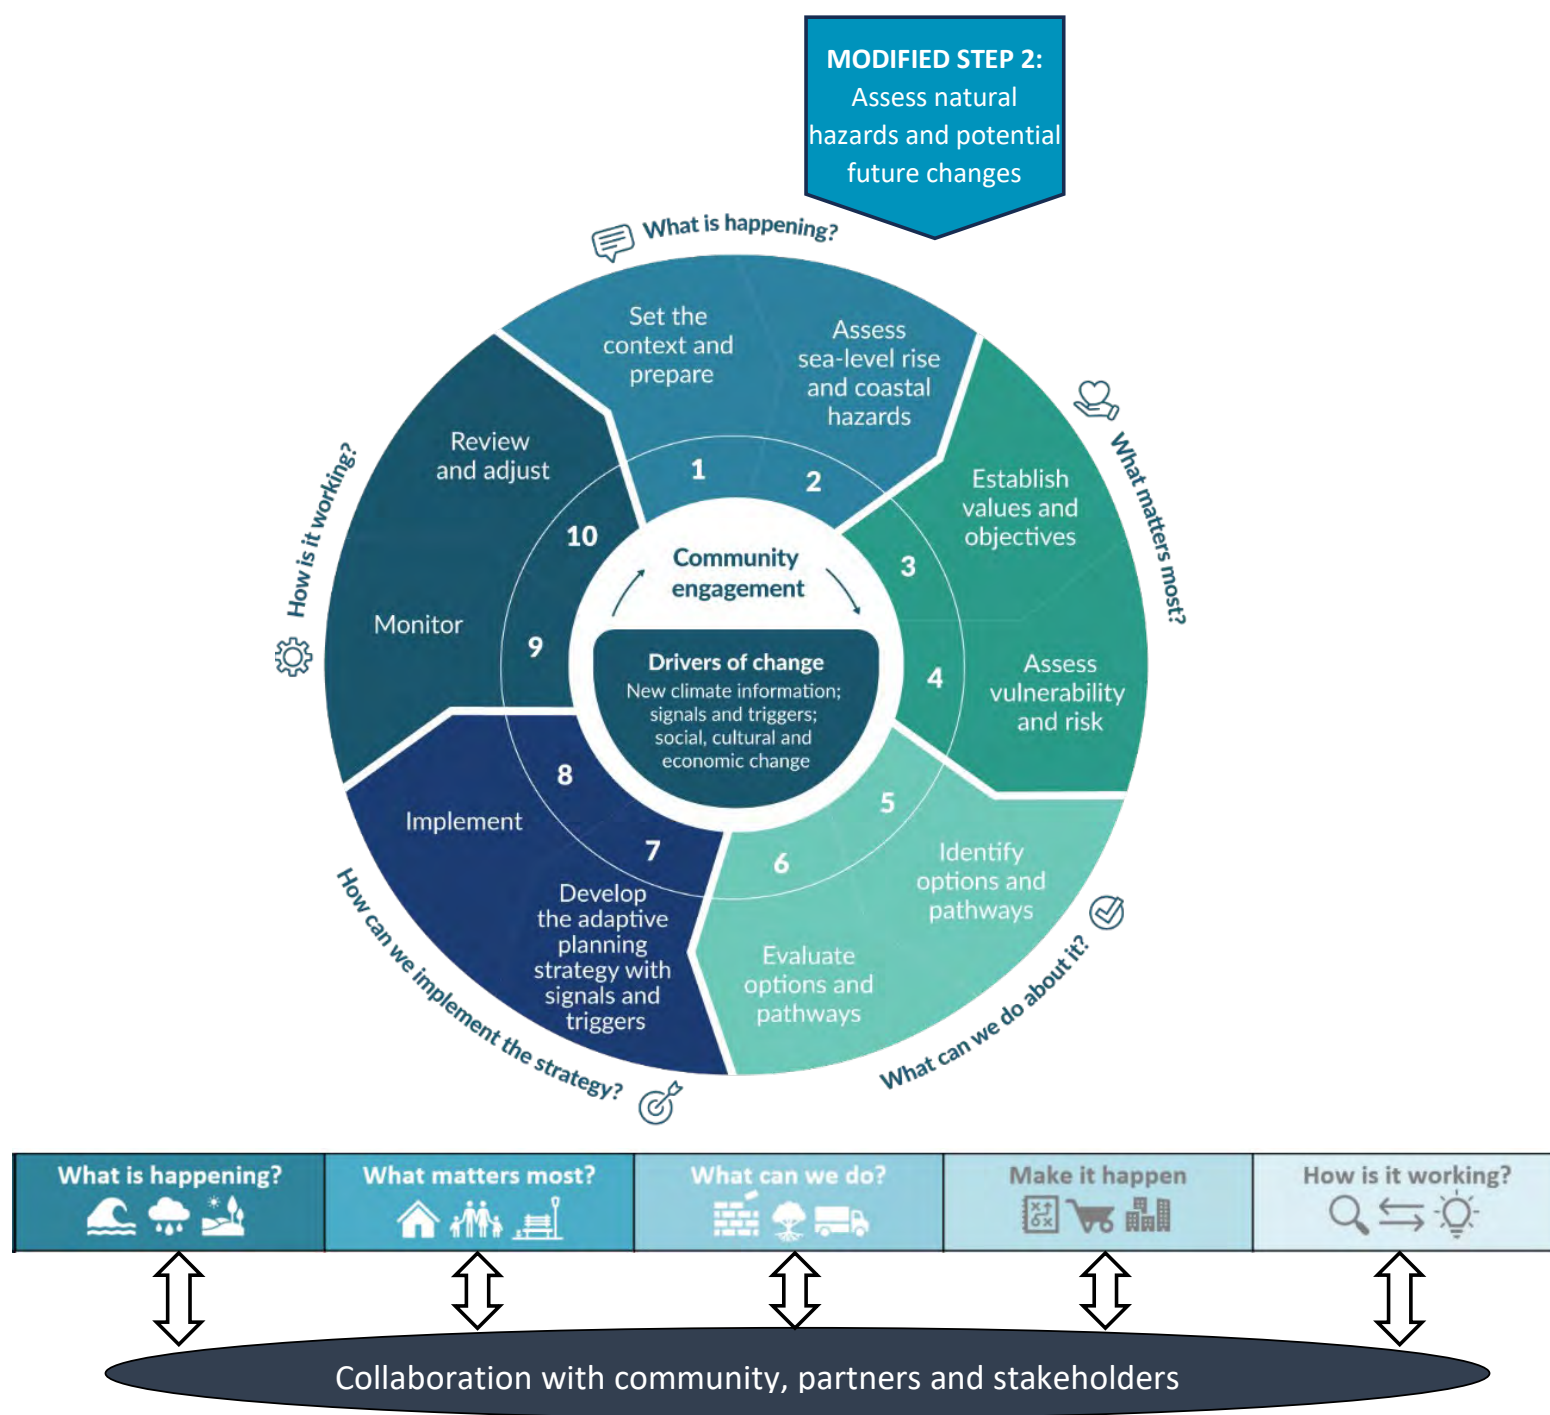 MODIFIED STEP 2:
Assess natural
hazards and potential
future changes
What is happening?
Set the
context and
prepare
1
Assess
sea-level rise
and coastal
hazards
2
What matters most?
Establish
values and
objectives
3
Assess
vulnerability
and risk
4
What can we do about it?
Identify
options and
pathways
5
Evaluate
options and
pathways
6
How can we implement the strategy?
Develop
the adaptive
planning
strategy with
signals and
triggers
7
Implement
8
How is it working?
Monitor
9
Review
and adjust
10
Community
engagement
Drivers of change
New climate information;
signals and triggers;
social, cultural and
economic change
What is happening?
What matters most?
What can we do?
Make it happen
How is it working?
Collaboration with community, partners and stakeholders